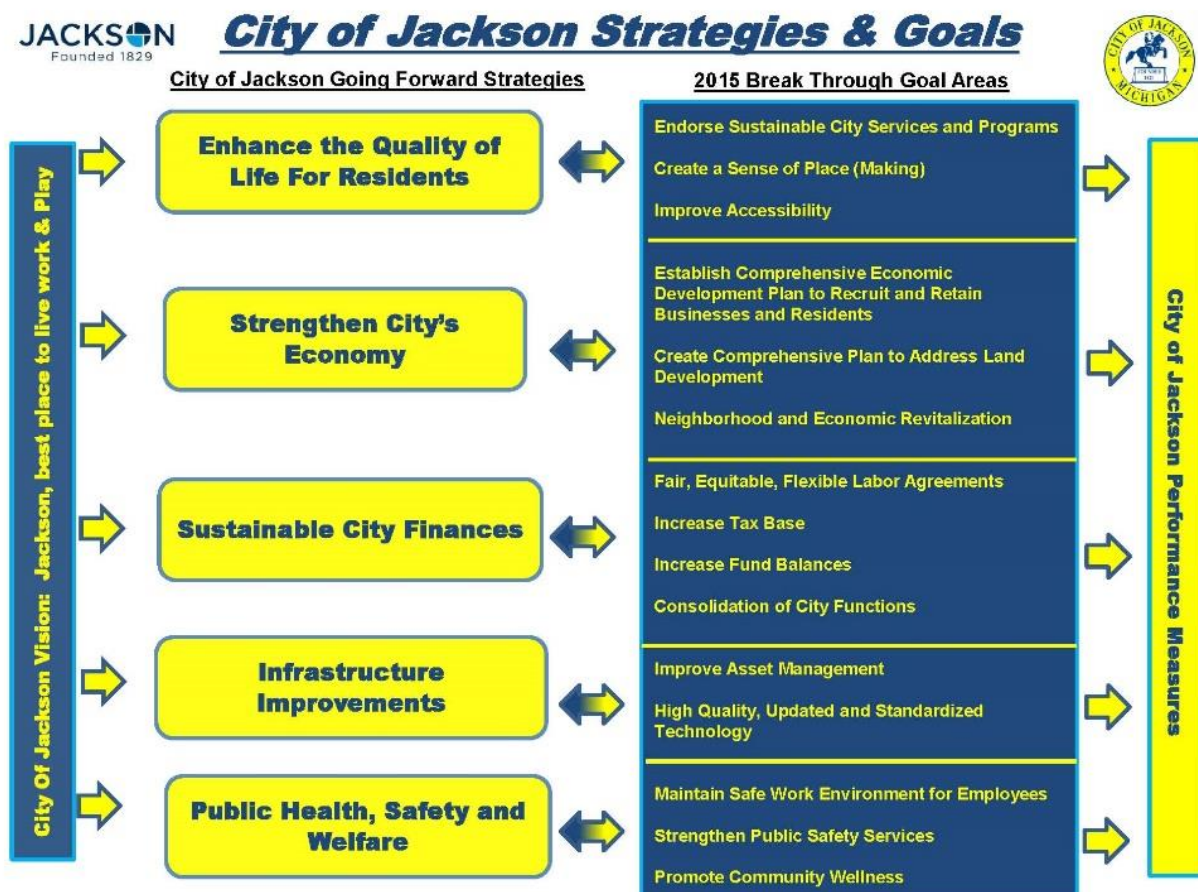 JACKSON
Founded 1829
City of Jackson Strategies & Goals
CITY OF JACKSON
MICHIGAN
City of Jackson Going Forward Strategies
2015 Break Through Goal Areas
City Of Jackson Vision: Jackson, best place to live work & Play
Enhance the Quality of
Life For Residents
Endorse Sustainable City Services and Programs
Create a Sense of Place (Making)
Improve Accessibility
Strengthen City's
Economy
Establish Comprehensive Economic
Development Plan to Recruit and Retain
Businesses and Residents
Create Comprehensive Plan to Address Land
Development
Neighborhood and Economic Revitalization
Sustainable City Finances
Fair, Equitable, Flexible Labor Agreements
Increase Tax Base
Increase Fund Balances
Consolidation of City Functions
Infrastructure
Improvements
Improve Asset Management
High Quality, Updated and Standardized
Technology
Public Health, Safety and
Welfare
Maintain Safe Work Environment for Employees
Strengthen Public Safety Services
Promote Community Wellness
City of Jackson Performance Measures